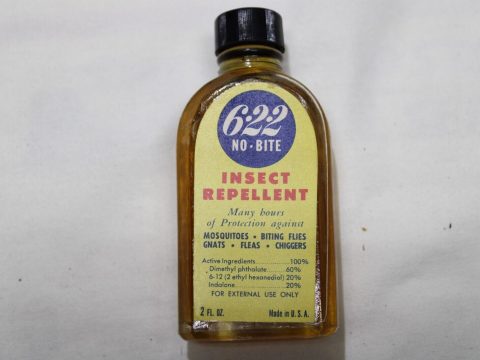 6·2·2
NO·BITE
INSECT
REPELLENT
Many hours
of Protection against
MOSQUITOES • BITING FLIES
GNATS • FLEAS • CHIGGERS
Active Ingredients..........100%
Dimethyl phthalate......60%
6-12 (2 ethyl hexanediol) 20%
Indalone..................20%
FOR EXTERNAL USE ONLY
2 FL. OZ. Made in U.S.A.